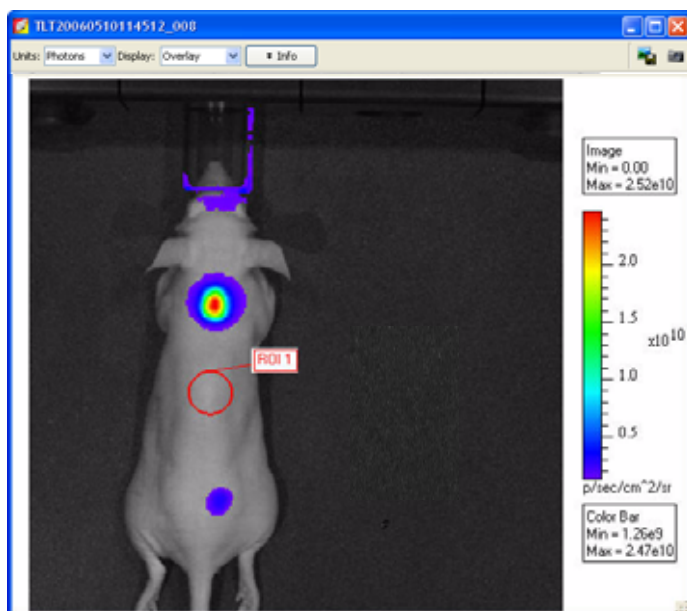 TLT20060510114512_008
Units: Photons Display: Overlay Info
Image
Min = 0.00
Max = 2.52e10
2.0
1.5
x10^10
1.0
0.5
p/sec/cm^2/sr
Color Bar
Min = 1.26e9
Max = 2.47e10
ROI 1